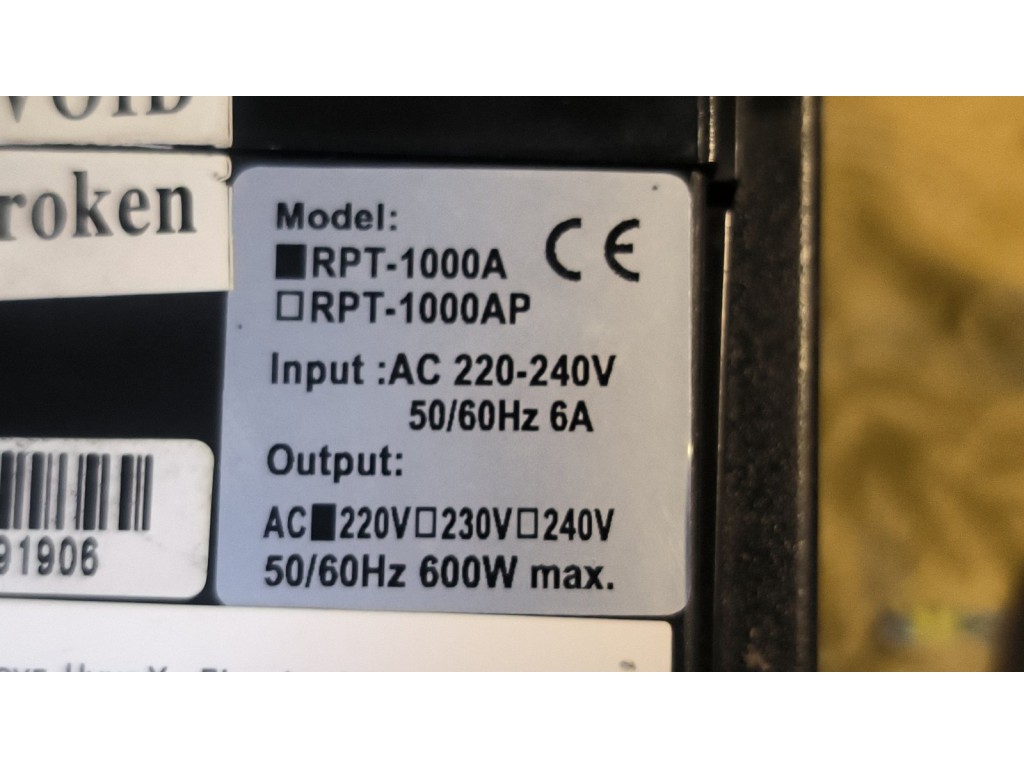 VOID
roken
Model:
■RPT-1000A CE
□RPT-1000AP
Input :AC 220-240V
50/60Hz 6A
Output:
AC■220V□230V□240V
50/60Hz 600W max.
91906